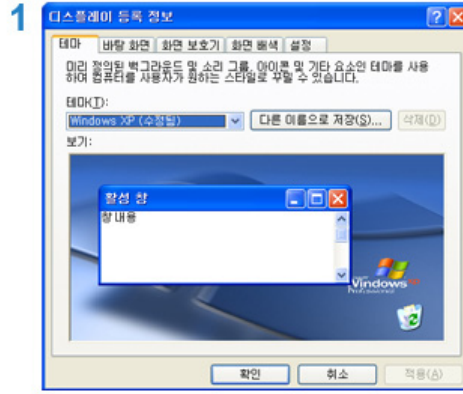 1
디스플레이 등록 정보
테마 바탕 화면 화면 보호기 화면 배색 설정
미리 정의된 백그라운드 및 소리 그룹, 아이콘 및 기타 요소인 테마를 사용
하여 컴퓨터를 사용자가 원하는 스타일로 꾸밀 수 있습니다.
테마(T):
Windows XP (수정됨) 다른 이름으로 저장(S)... 삭제(D)
보기:
활성 창
창 내용
Windows
확인 취소 적용(A)